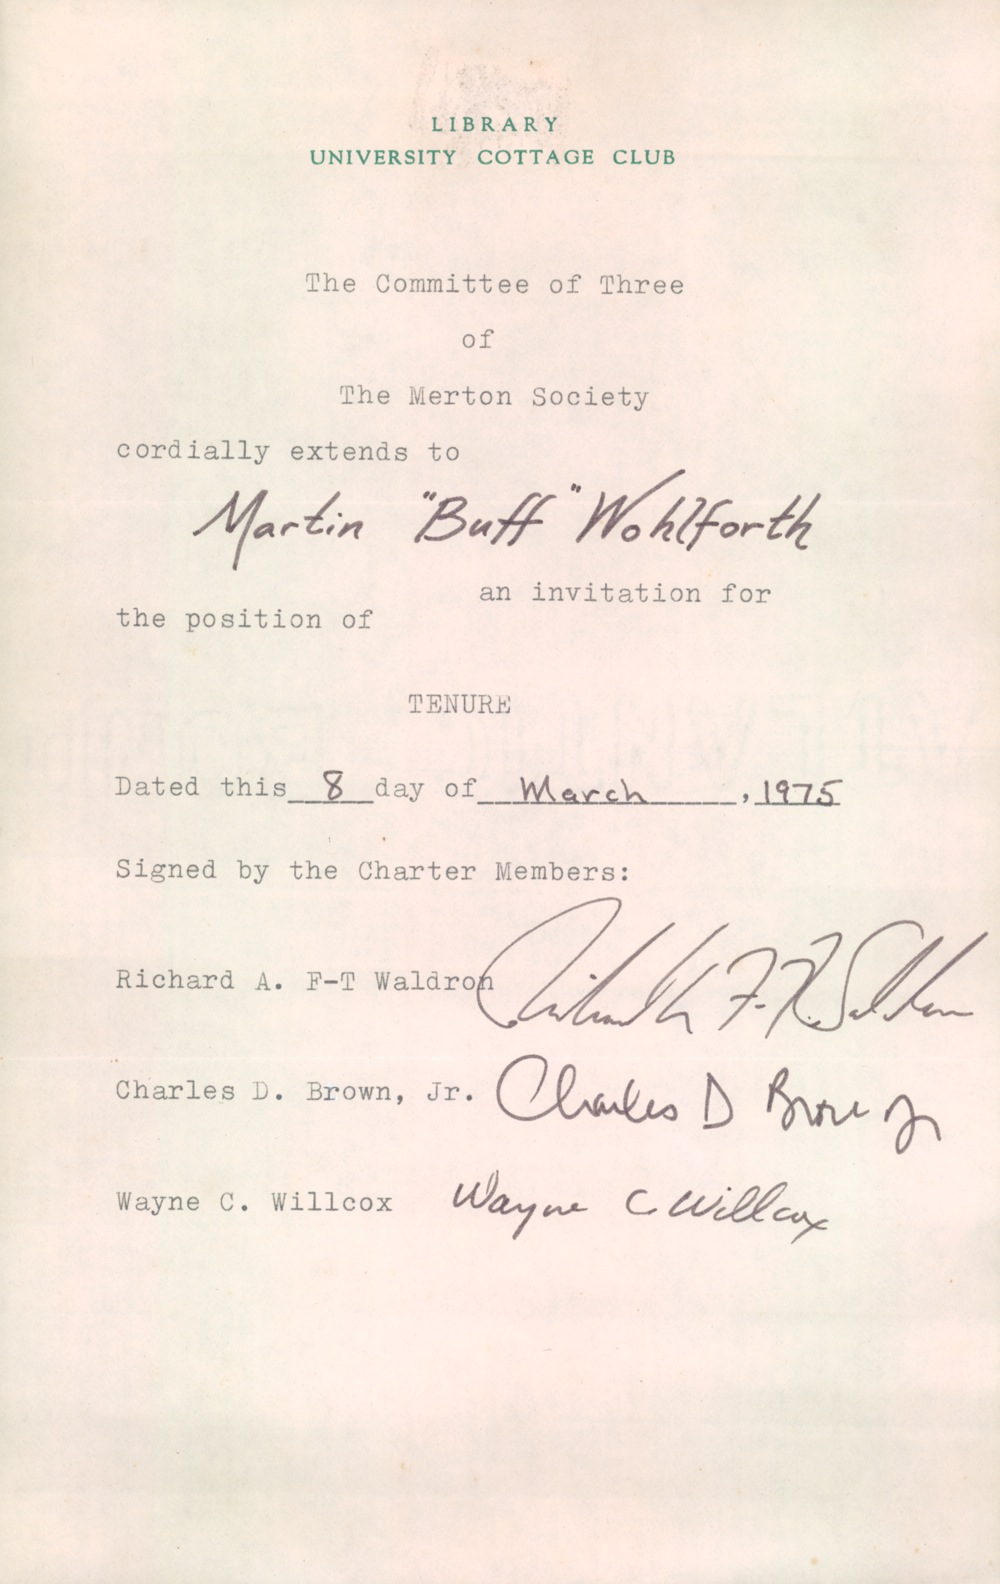 LIBRARY
UNIVERSITY COTTAGE CLUB
The Committee of Three
of
The Merton Society
cordially extends to
Martin "Buff" Wohlforth
an invitation for
the position of
TENURE
Dated this 8 day of March, 1975
Signed by the Charter Members:
Richard A. F-T Waldron
Charles D. Brown, Jr. Charles D Brown Jr
Wayne C. Willcox Wayne C Willcox